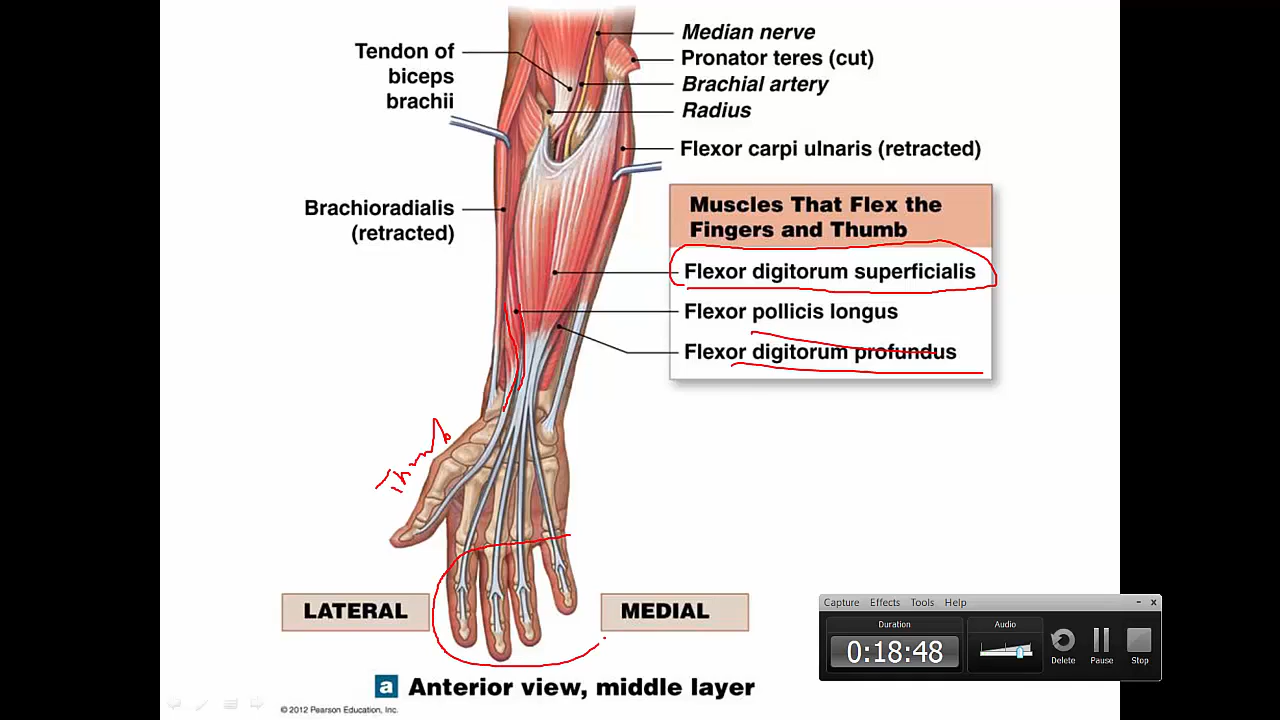 Tendon of
biceps
brachii
Median nerve
Pronator teres (cut)
Brachial artery
Radius
Flexor carpi ulnaris (retracted)
Brachioradialis
(retracted)
Muscles That Flex the
Fingers and Thumb
Flexor digitorum superficialis
Flexor pollicis longus
Flexor digitorum profundus
Thumb
LATERAL
MEDIAL
a Anterior view, middle layer
© 2012 Pearson Education, Inc.
Capture Effects Tools Help
Duration
Audio
0:18:48
Delete
Pause
Stop